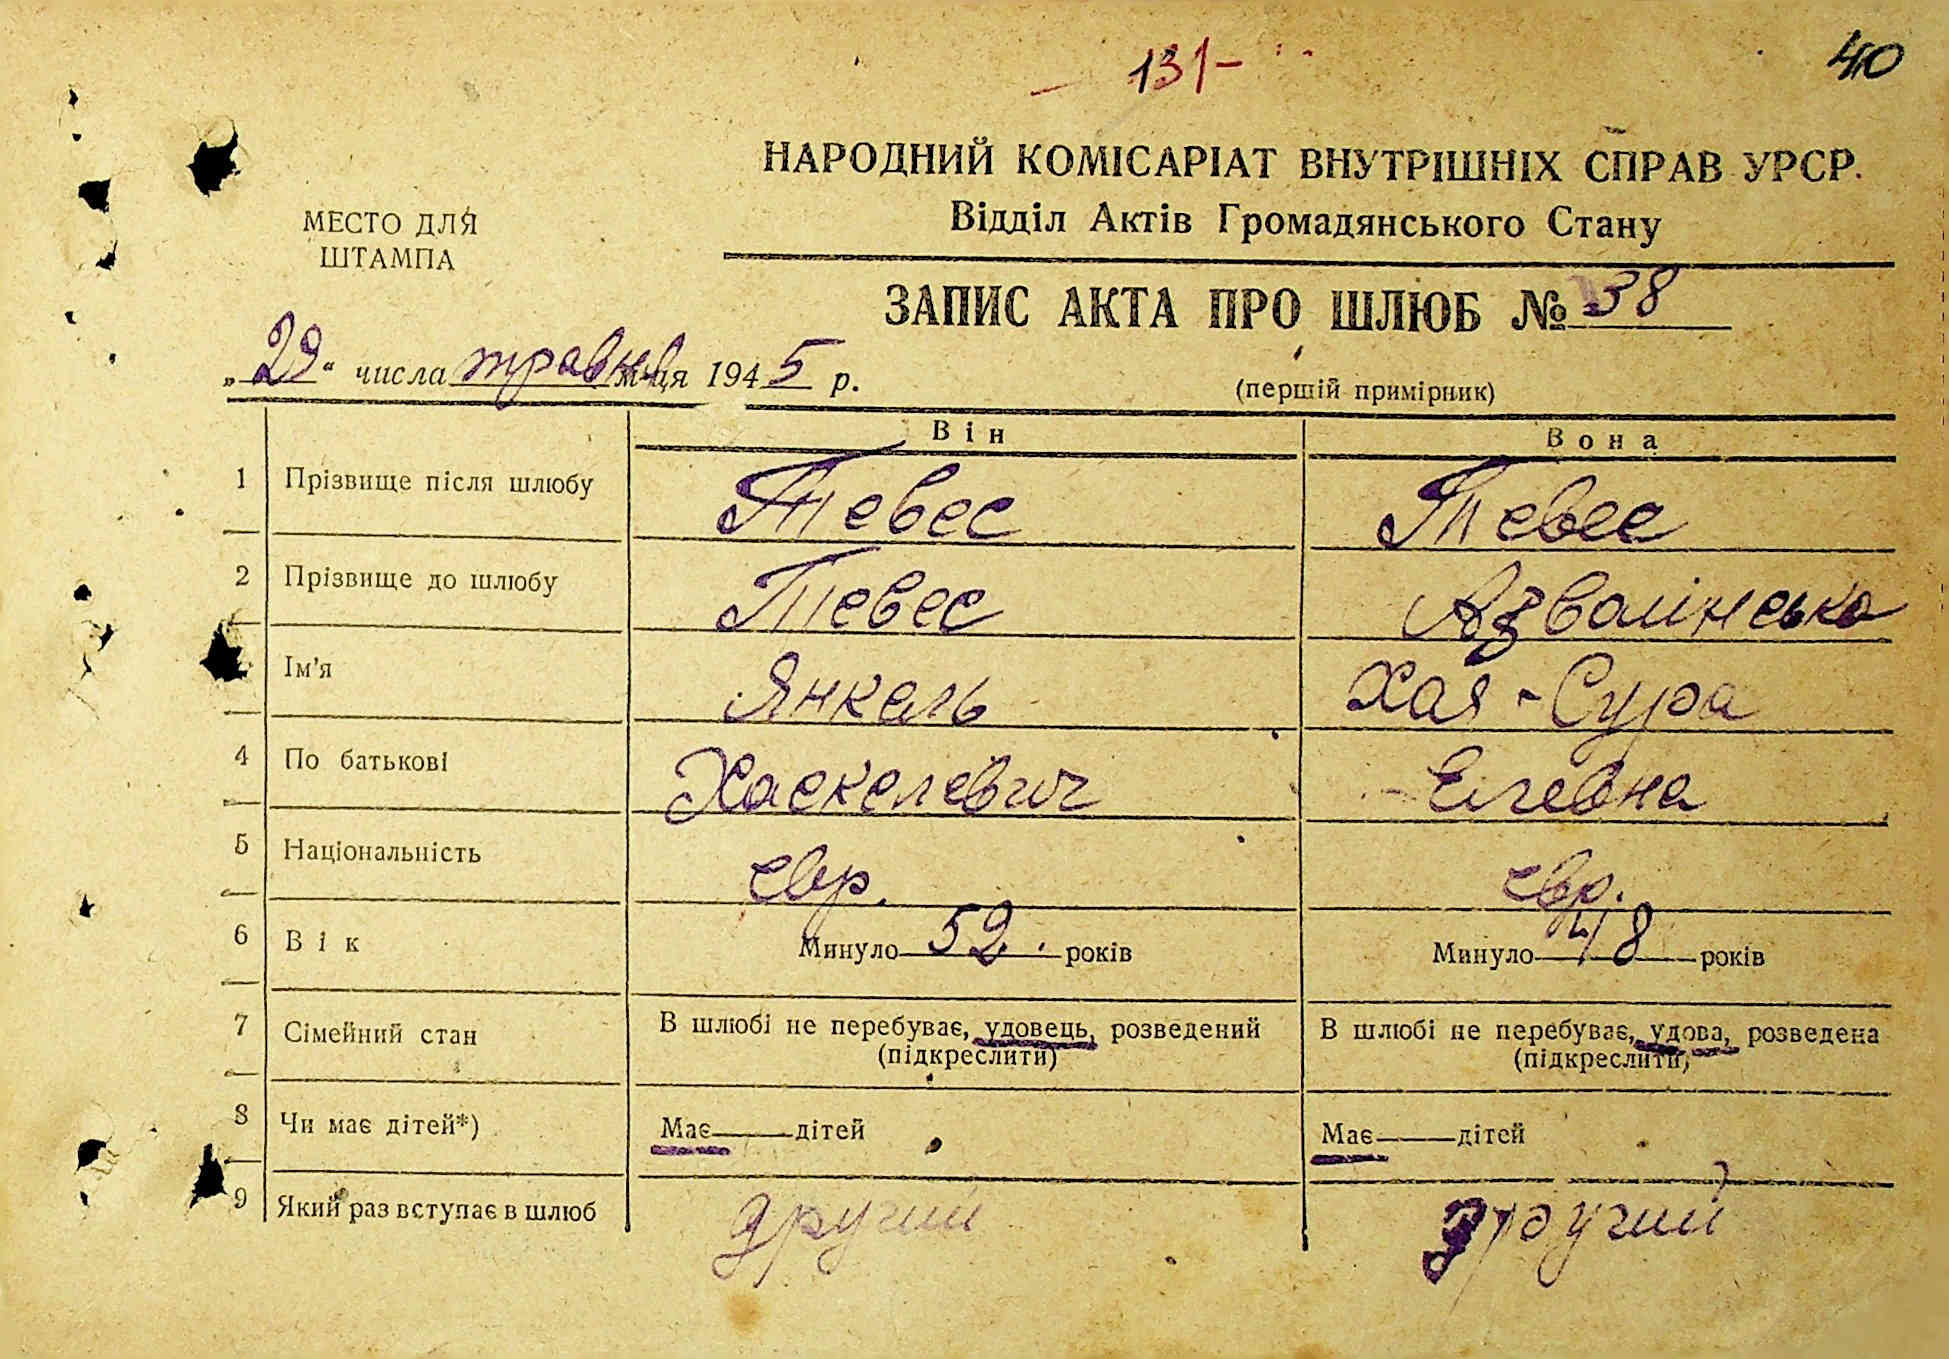 131-
40
НАРОДНИЙ КОМІСАРІАТ ВНУТРІШНІХ СПРАВ УРСР.
Відділ Актів Громадянського Стану
МЕСТО ДЛЯ
ШТАМПА
ЗАПИС АКТА ПРО ШЛЮБ № 38
„29“ числа травня м-ця 1945 р.
(першій примірник)
Він Вона
1 Прізвище після шлюбу Тевес Тевес
2 Прізвище до шлюбу Тевес
Ім'я Янкель Хая-Сура
4 По батькові Хаскелевич
5 Національність евр. евр.
6 Вік Минуло 52 років Минуло 48 років
7 Сімейний стан В шлюбі не перебуває, удовець, розведений В шлюбі не перебуває, удова, розведена
(підкреслити) (підкреслити)
8 Чи має дітей*) Має дітей Має дітей
9 Який раз вступає в шлюб другий другий